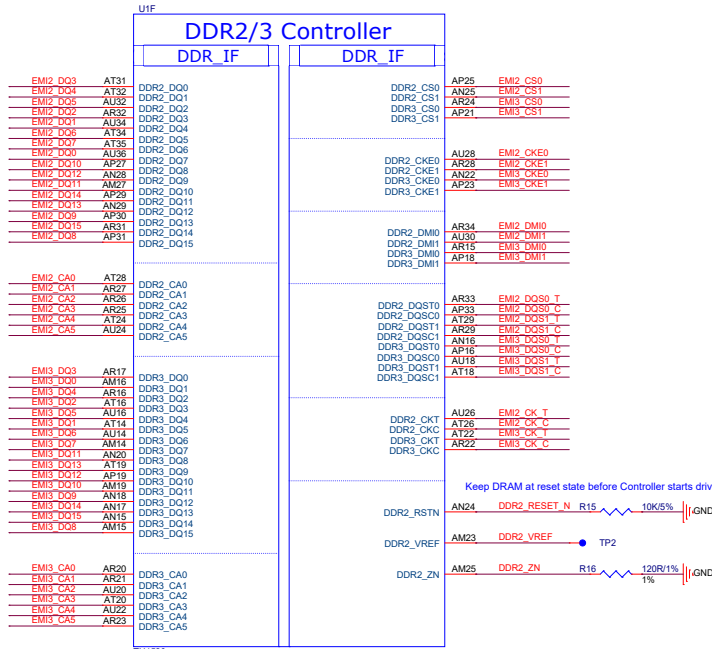 U1F
DDR2/3 Controller
DDR_IF DDR_IF
EMI2_DQ3 AT31 DDR2_DQ0
EMI2_DQ4 AT32 DDR2_DQ1
EMI2_DQ5 AU32 DDR2_DQ2
EMI2_DQ2 AR32 DDR2_DQ3
EMI2_DQ1 AU34 DDR2_DQ4
EMI2_DQ6 AT34 DDR2_DQ5
EMI2_DQ7 AT35 DDR2_DQ6
EMI2_DQ0 AU36 DDR2_DQ7
EMI2_DQ10 AP27 DDR2_DQ8
EMI2_DQ12 AN28 DDR2_DQ9
EMI2_DQ11 AM27 DDR2_DQ10
EMI2_DQ14 AP29 DDR2_DQ11
EMI2_DQ13 AN29 DDR2_DQ12
EMI2_DQ9 AP30 DDR2_DQ13
EMI2_DQ15 AR31 DDR2_DQ14
EMI2_DQ8 AP31 DDR2_DQ15
EMI2_CA0 AT28 DDR2_CA0
EMI2_CA1 AR27 DDR2_CA1
EMI2_CA2 AR26 DDR2_CA2
EMI2_CA3 AR25 DDR2_CA3
EMI2_CA4 AT24 DDR2_CA4
EMI2_CA5 AU24 DDR2_CA5
EMI3_DQ3 AR17 DDR3_DQ0
EMI3_DQ0 AM16 DDR3_DQ1
EMI3_DQ4 AR16 DDR3_DQ2
EMI3_DQ2 AT16 DDR3_DQ3
EMI3_DQ5 AU16 DDR3_DQ4
EMI3_DQ1 AT14 DDR3_DQ5
EMI3_DQ6 AU14 DDR3_DQ6
EMI3_DQ7 AM14 DDR3_DQ7
EMI3_DQ11 AN20 DDR3_DQ8
EMI3_DQ13 AT19 DDR3_DQ9
EMI3_DQ12 AP19 DDR3_DQ10
EMI3_DQ10 AM19 DDR3_DQ11
EMI3_DQ9 AN18 DDR3_DQ12
EMI3_DQ14 AN17 DDR3_DQ13
EMI3_DQ15 AN15 DDR3_DQ14
EMI3_DQ8 AM15 DDR3_DQ15
EMI3_CA0 AR20 DDR3_CA0
EMI3_CA1 AR21 DDR3_CA1
EMI3_CA2 AU20 DDR3_CA2
EMI3_CA3 AT20 DDR3_CA3
EMI3_CA4 AU22 DDR3_CA4
EMI3_CA5 AR23 DDR3_CA5
DDR2_CS0 AP25 EMI2_CS0
DDR2_CS1 AN25 EMI2_CS1
DDR3_CS0 AR24 EMI3_CS0
DDR3_CS1 AP21 EMI3_CS1
DDR2_CKE0 AU28 EMI2_CKE0
DDR2_CKE1 AR28 EMI2_CKE1
DDR3_CKE0 AN22 EMI3_CKE0
DDR3_CKE1 AP23 EMI3_CKE1
DDR2_DMI0 AR34 EMI2_DMI0
DDR2_DMI1 AU30 EMI2_DMI1
DDR3_DMI0 AR15 EMI3_DMI0
DDR3_DMI1 AP18 EMI3_DMI1
DDR2_DQST0 AR33 EMI2_DQS0_T
DDR2_DQSC0 AP33 EMI2_DQS0_C
DDR2_DQST1 AT29 EMI2_DQS1_T
DDR2_DQSC1 AR29 EMI2_DQS1_C
DDR3_DQST0 AN16 EMI3_DQS0_T
DDR3_DQSC0 AP16 EMI3_DQS0_C
DDR3_DQST1 AU18 EMI3_DQS1_T
DDR3_DQSC1 AT18 EMI3_DQS1_C
DDR2_CKT AU26 EMI2_CK_T
DDR2_CKC AT26 EMI2_CK_C
DDR3_CKT AT22 EMI3_CK_T
DDR3_CKC AR22 EMI3_CK_C
Keep DRAM at reset state before Controller starts driv
DDR2_RSTN AN24 DDR2_RESET_N R15 10K/5% GND
DDR2_VREF AM23 DDR2_VREF TP2
DDR2_ZN AM25 DDR2_ZN R16 120R/1% GND
1%